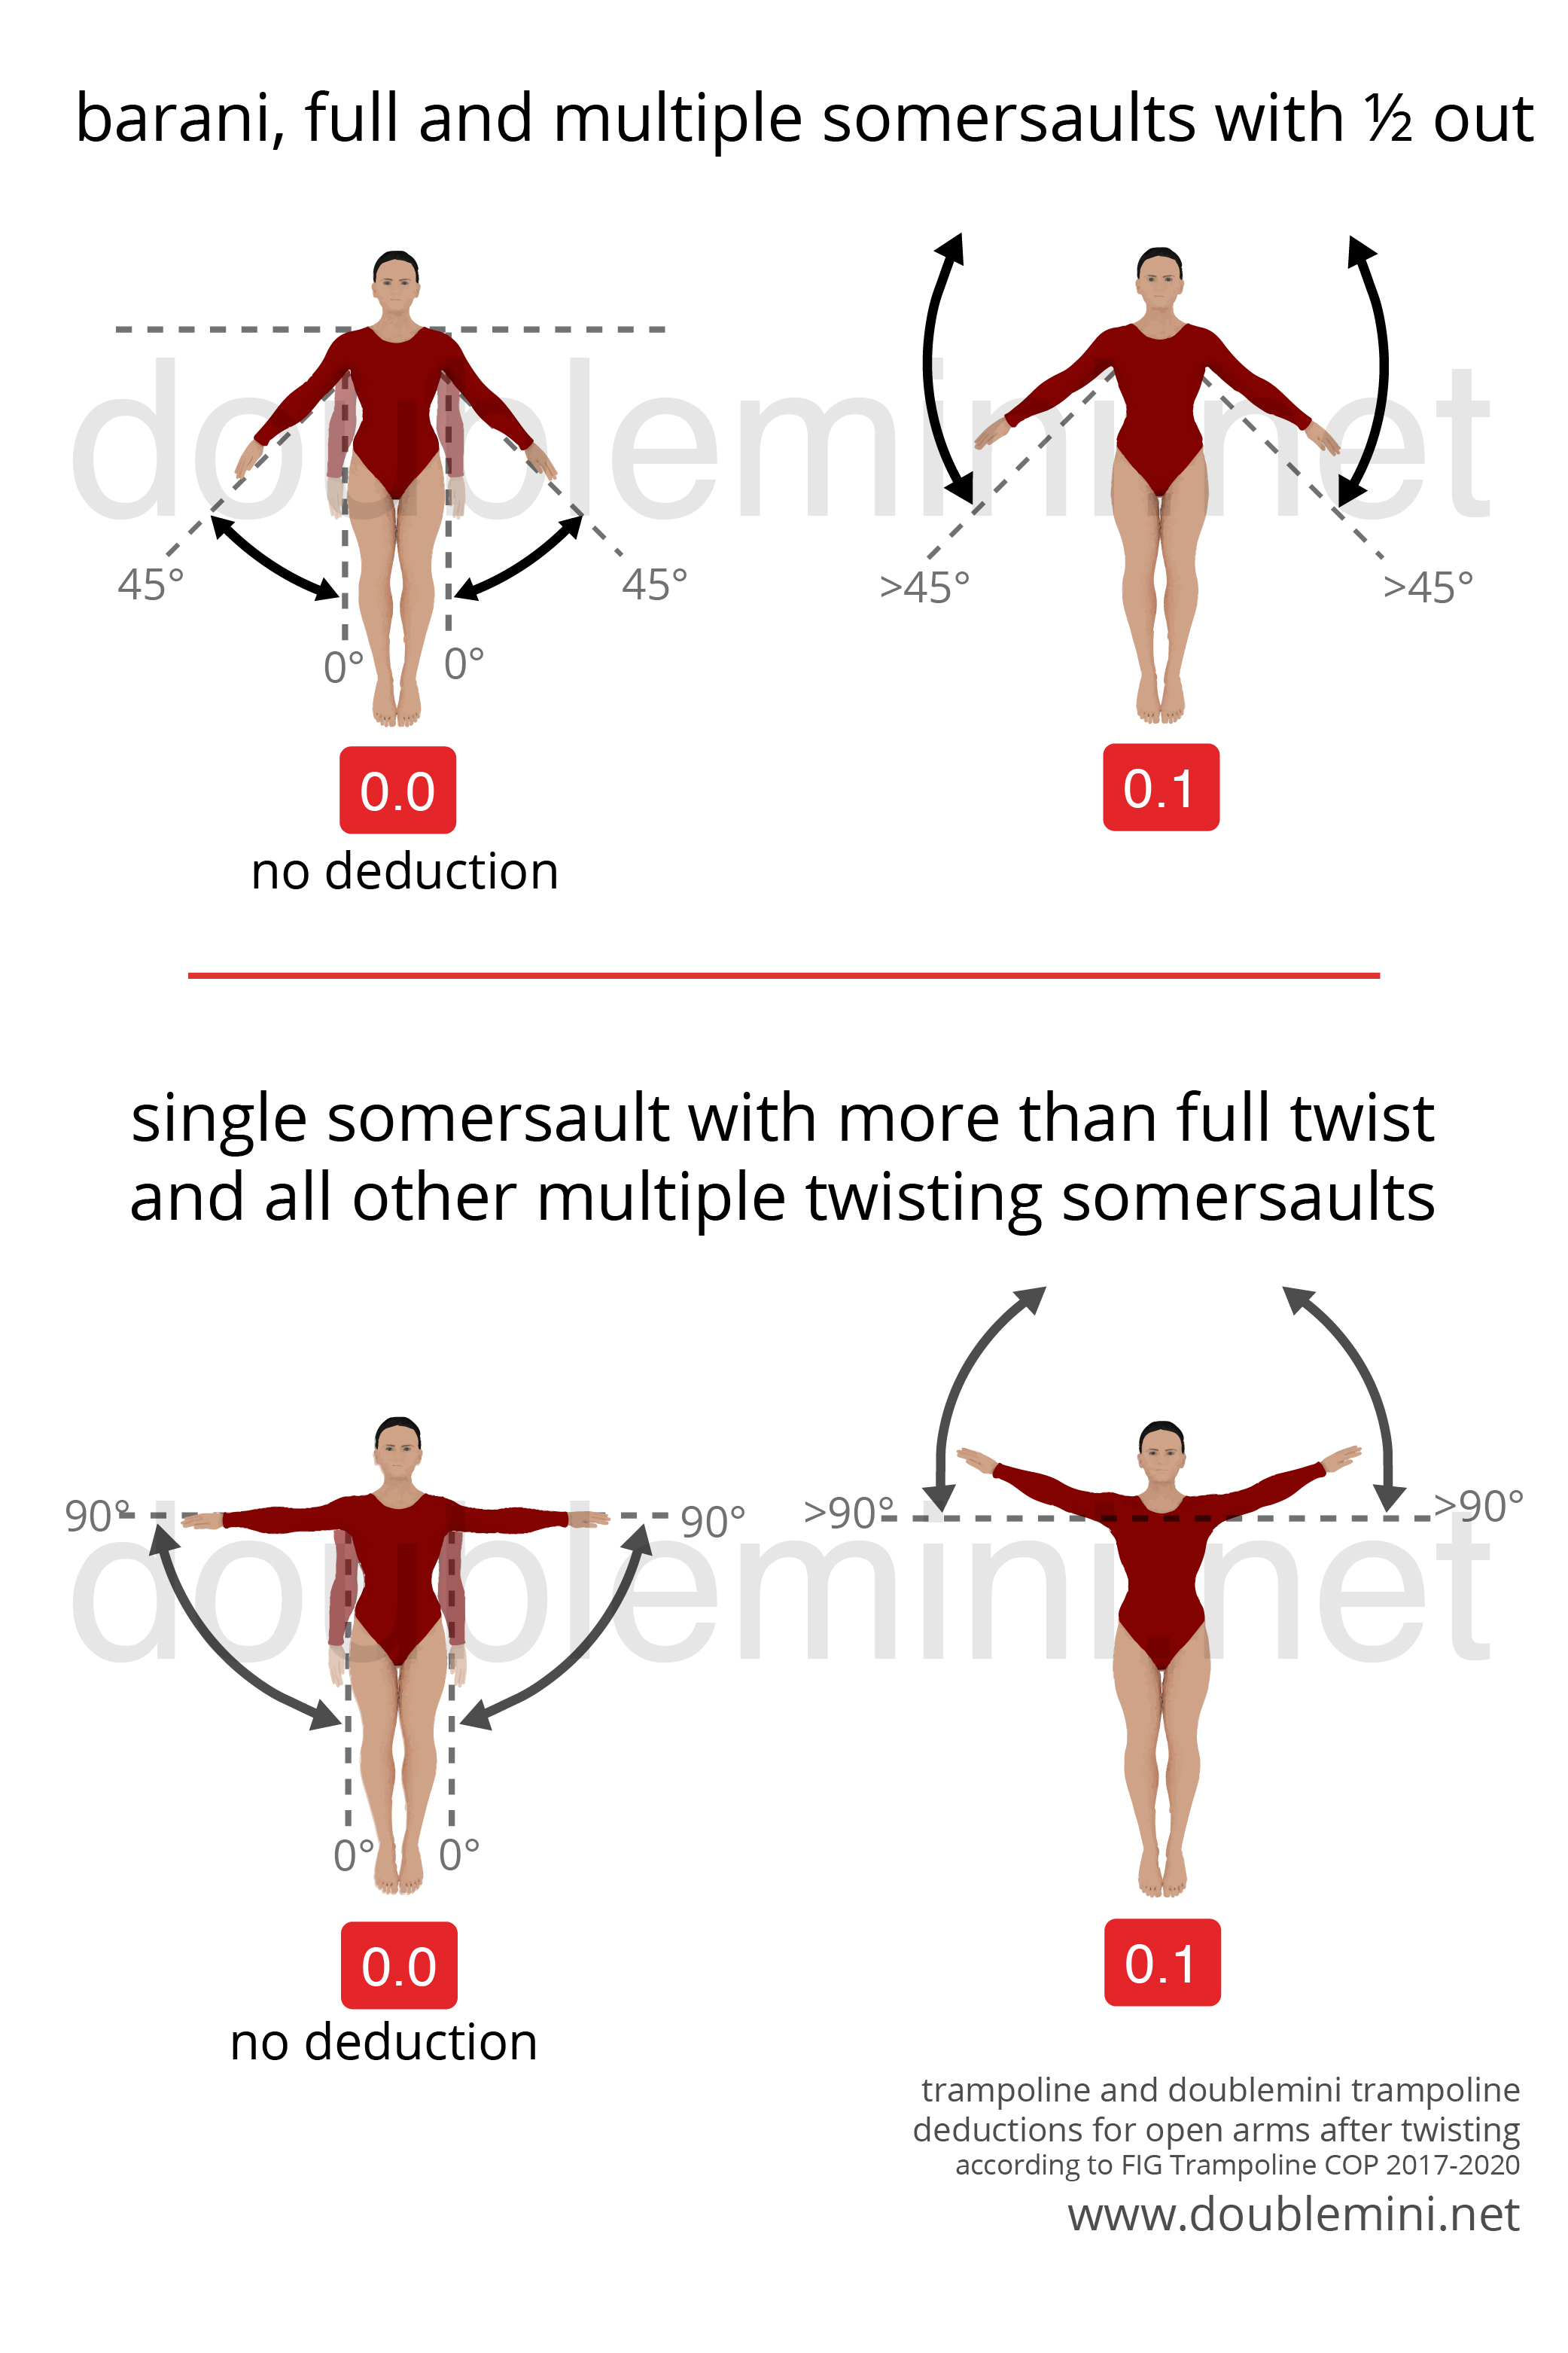 barani, full and multiple somersaults with ½ out
doublemini.net
45° 45° >45° >45°
0° 0°
0.0 0.1
no deduction
single somersault with more than full twist
and all other multiple twisting somersaults
90° 90° >90° >90°
doublemini.net
0° 0°
0.0 0.1
no deduction
trampoline and doublemini trampoline
deductions for open arms after twisting
according to FIG Trampoline COP 2017-2020
www.doublemini.net